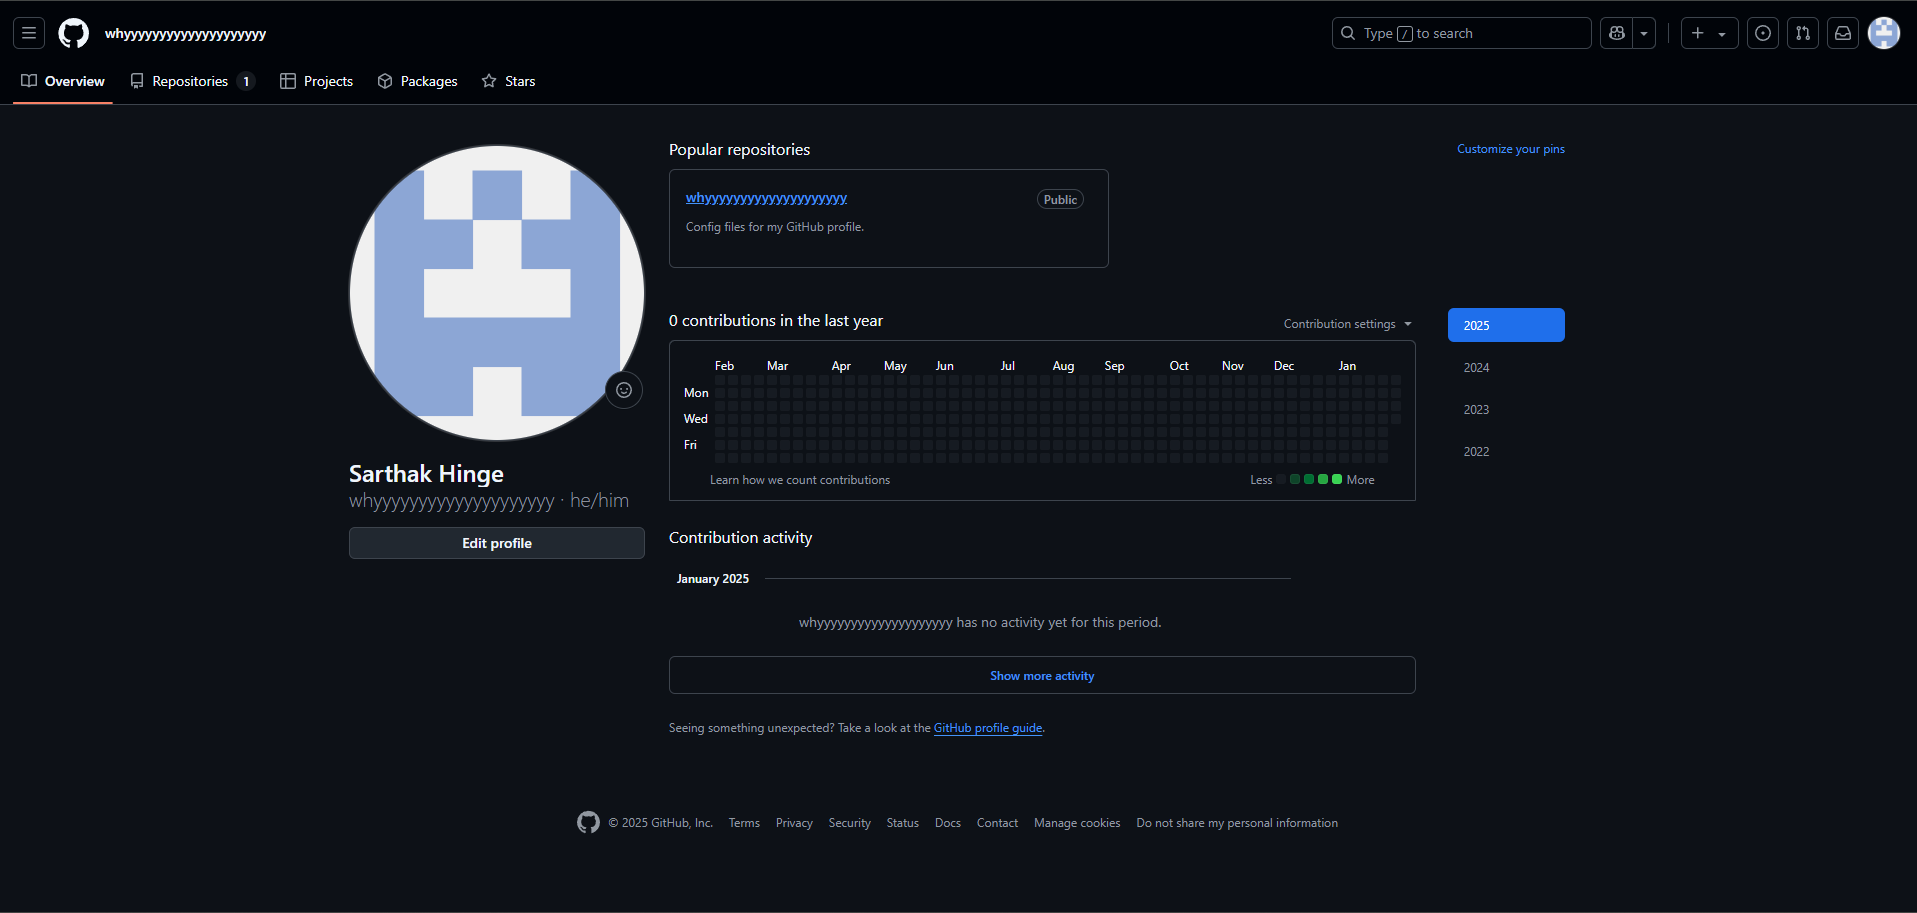 whyyyyyyyyyyyyyyyyyyyyy
Type / to search
Overview
Repositories 1
Projects
Packages
Stars
Popular repositories
Customize your pins
whyyyyyyyyyyyyyyyyyyyyy
Public
Config files for my GitHub profile.
0 contributions in the last year
Contribution settings
2025
2024
2023
2022
Feb Mar Apr May Jun Jul Aug Sep Oct Nov Dec Jan
Mon
Wed
Fri
Learn how we count contributions
Less More
Sarthak Hinge
whyyyyyyyyyyyyyyyyyyyyy · he/him
Edit profile
Contribution activity
January 2025
whyyyyyyyyyyyyyyyyyyyyy has no activity yet for this period.
Show more activity
Seeing something unexpected? Take a look at the GitHub profile guide.
© 2025 GitHub, Inc. Terms Privacy Security Status Docs Contact Manage cookies Do not share my personal information